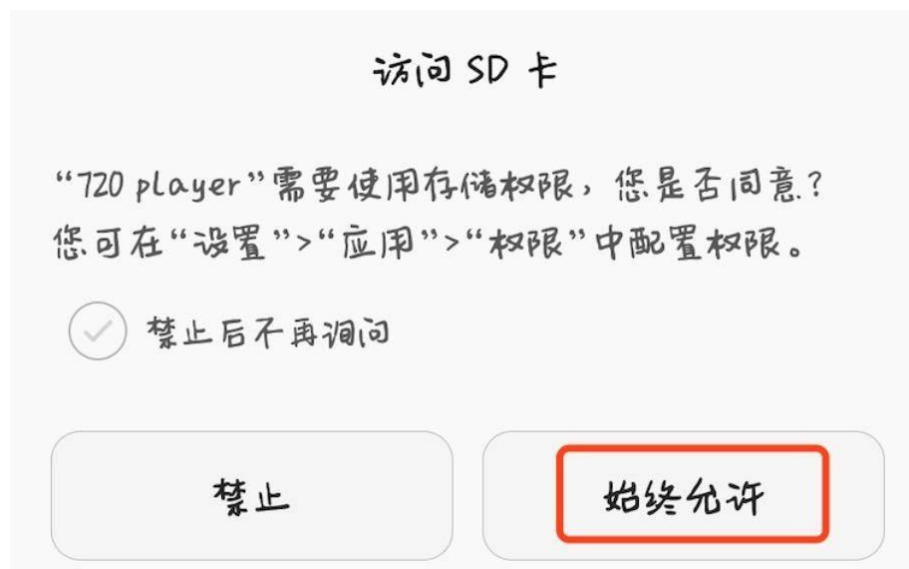 访问 SD 卡
“720 player”需要使用存储权限，您是否同意？
您可在“设置”>“应用”>“权限”中配置权限。
禁止后不再询问
禁止
始终允许